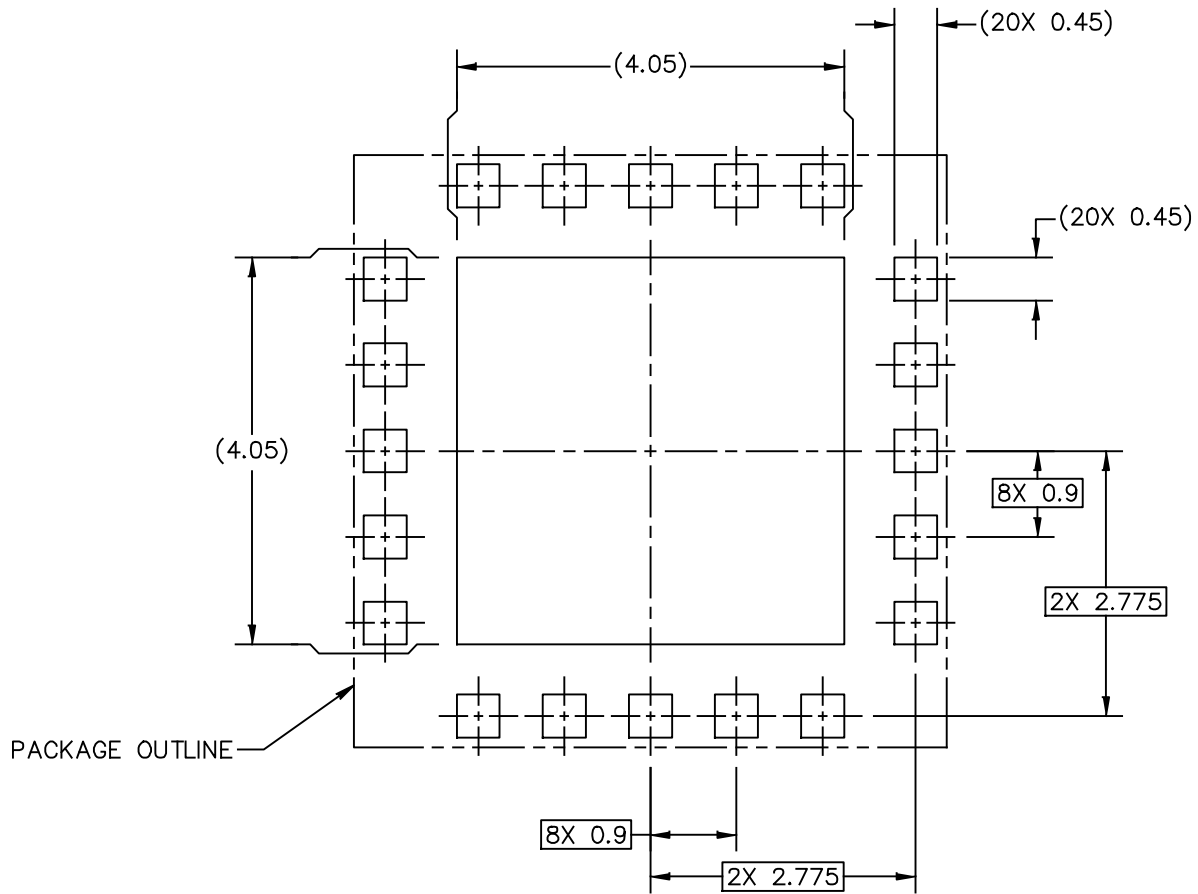 (20X 0.45)
(4.05)
(20X 0.45)
(4.05)
8X 0.9
2X 2.775
PACKAGE OUTLINE
8X 0.9
2X 2.775